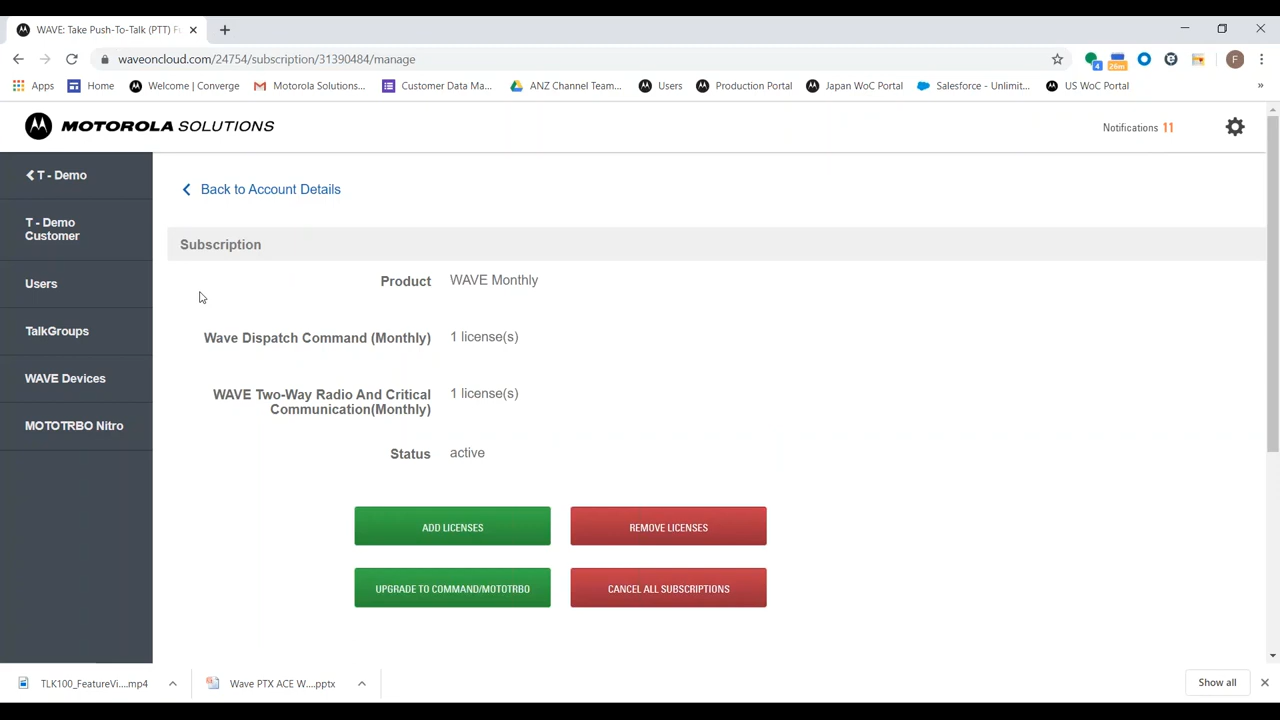 WAVE: Take Push-To-Talk (PTT) F
waveoncloud.com/24754/subscription/31390484/manage
4
26m
F
Apps
Home
Welcome | Converge
Motorola Solutions...
Customer Data Ma...
ANZ Channel Team...
Users
Production Portal
Japan WoC Portal
Salesforce - Unlimit...
US WoC Portal
»
MOTOROLA SOLUTIONS
Notifications 11
T - Demo
T - Demo
Customer
Users
TalkGroups
WAVE Devices
MOTOTRBO Nitro
Back to Account Details
Subscription
Product WAVE Monthly
Wave Dispatch Command (Monthly) 1 license(s)
WAVE Two-Way Radio And Critical 1 license(s)
Communication(Monthly)
Status active
ADD LICENSES
REMOVE LICENSES
UPGRADE TO COMMAND/MOTOTRBO
CANCEL ALL SUBSCRIPTIONS
TLK100_FeatureVi....mp4
Wave PTX ACE W....pptx
Show all